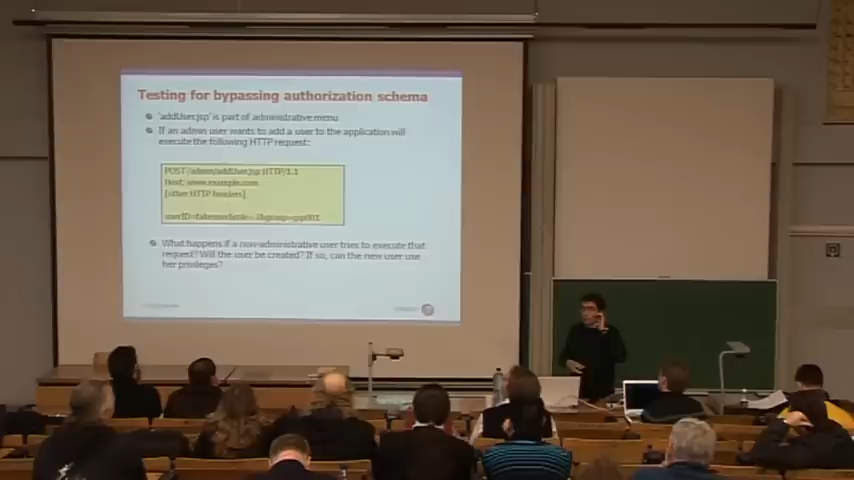 Testing for bypassing authorization schema
'addUser.jsp' is part of administrative menu
If an admin user wants to add a user to the application will
execute the following HTTP request:
POST /admin/addUser.jsp HTTP/1.1
Host: www.example.com
[other HTTP headers]
What happens if a non-administrative user tries to execute that
request? Will the user be created? If so, can the new user use
her privileges?